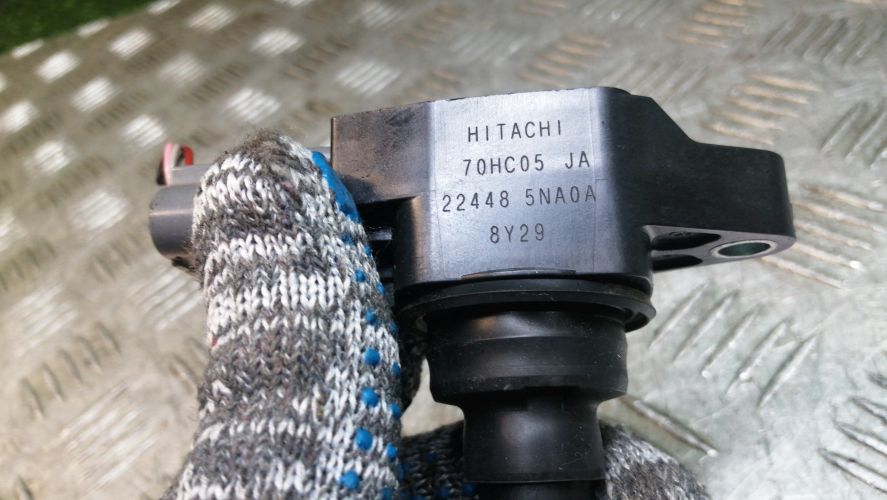 HITACHI
70HC05 JA
22448 5NA0A
8Y29